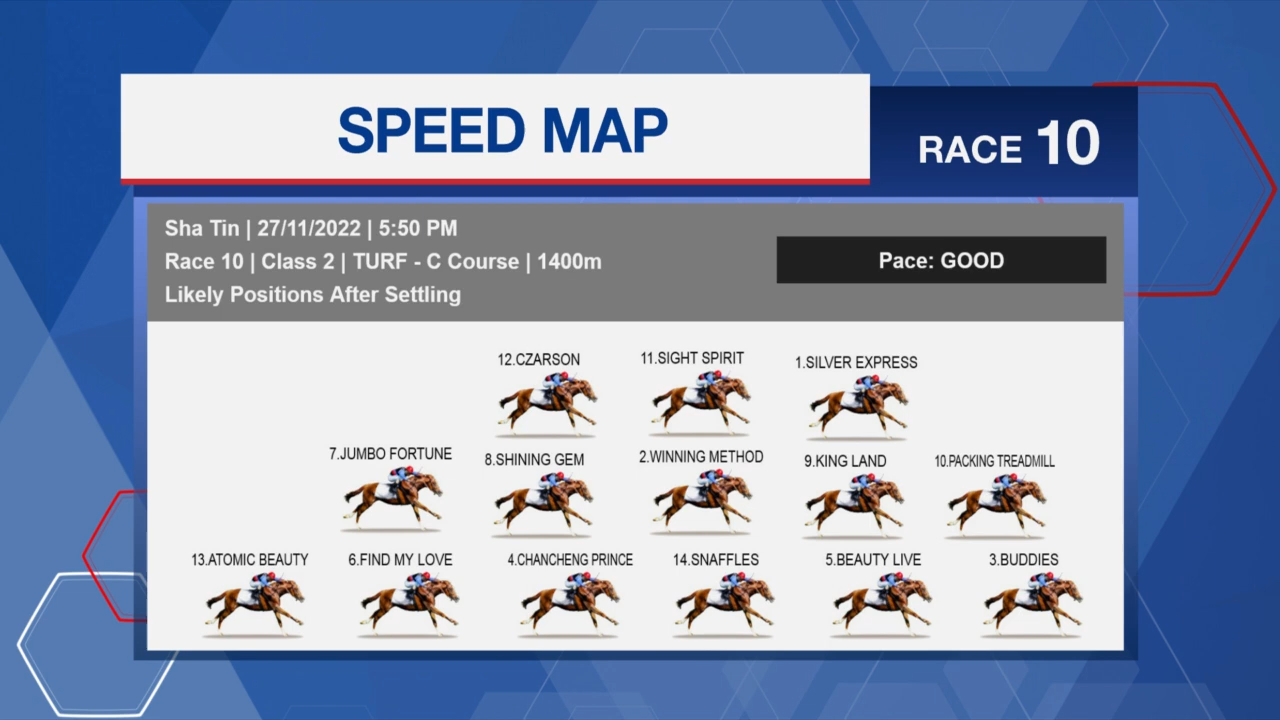 SPEED MAP
RACE 10
Sha Tin | 27/11/2022 | 5:50 PM
Race 10 | Class 2 | TURF - C Course | 1400m
Likely Positions After Settling
Pace: GOOD
12.CZARSON
11.SIGHT SPIRIT
1.SILVER EXPRESS
7.JUMBO FORTUNE
8.SHINING GEM
2.WINNING METHOD
9.KING LAND
10.PACKING TREADMILL
13.ATOMIC BEAUTY
6.FIND MY LOVE
4.CHANCHENG PRINCE
14.SNAFFLES
5.BEAUTY LIVE
3.BUDDIES